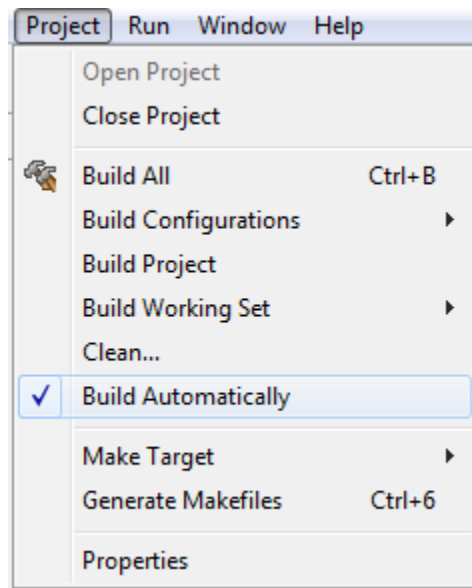 Project Run Window Help
Open Project
Close Project
Build All Ctrl+B
Build Configurations
Build Project
Build Working Set
Clean...
Build Automatically
Make Target
Generate Makefiles Ctrl+6
Properties